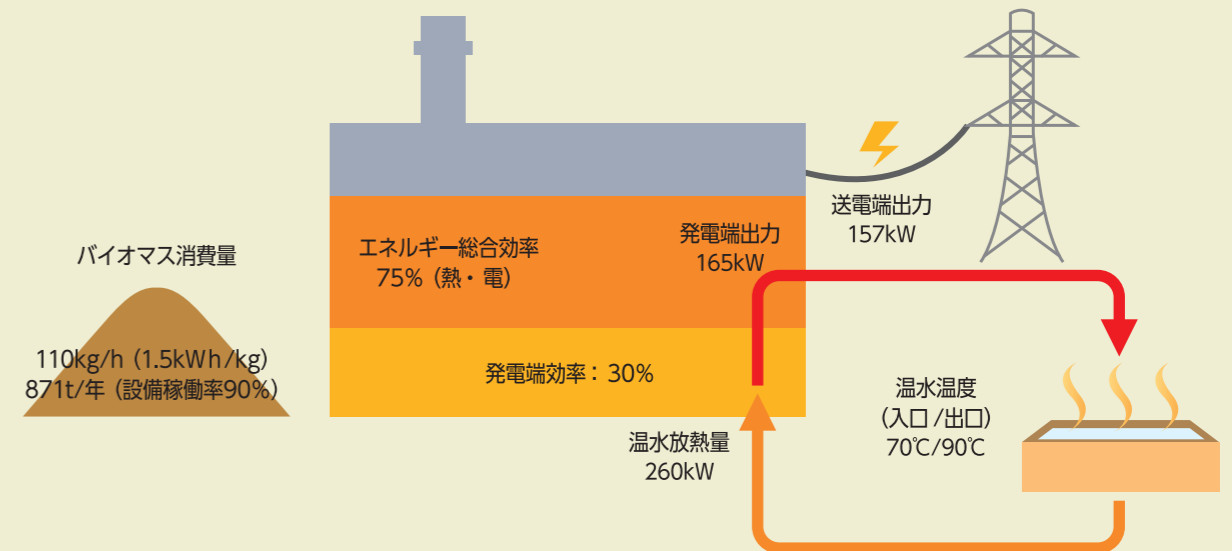 バイオマス消費量
110kg/h (1.5kWh/kg)
871t/年 (設備稼働率90%)
エネルギー総合効率
75% (熱・電)
発電端出力
165kW
発電端効率：30%
送電端出力
157kW
温水放熱量
260kW
温水温度
(入口/出口)
70℃/90℃